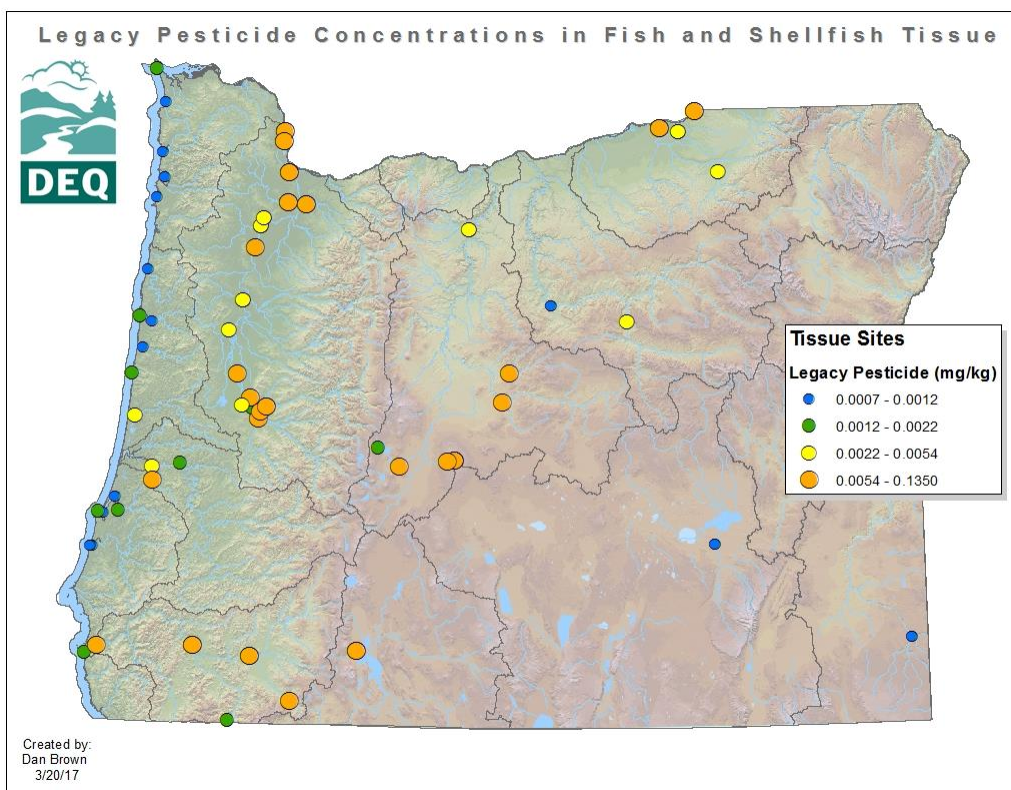 Legacy Pesticide Concentrations in Fish and Shellfish Tissue
DEQ
Tissue Sites
Legacy Pesticide (mg/kg)
0.0007 - 0.0012
0.0012 - 0.0022
0.0022 - 0.0054
0.0054 - 0.1350
Created by:
Dan Brown
3/20/17